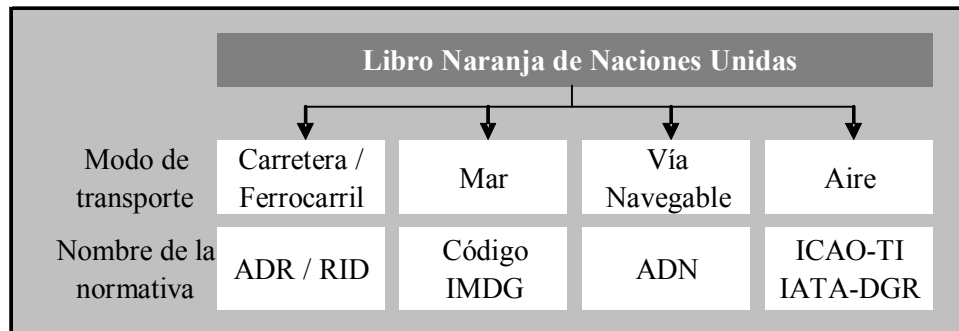 Libro Naranja de Naciones Unidas
Modo de
transporte
Carretera /
Ferrocarril
Mar
Vía
Navegable
Aire
Nombre de la
normativa
ADR / RID
Código
IMDG
ADN
ICAO-TI
IATA-DGR